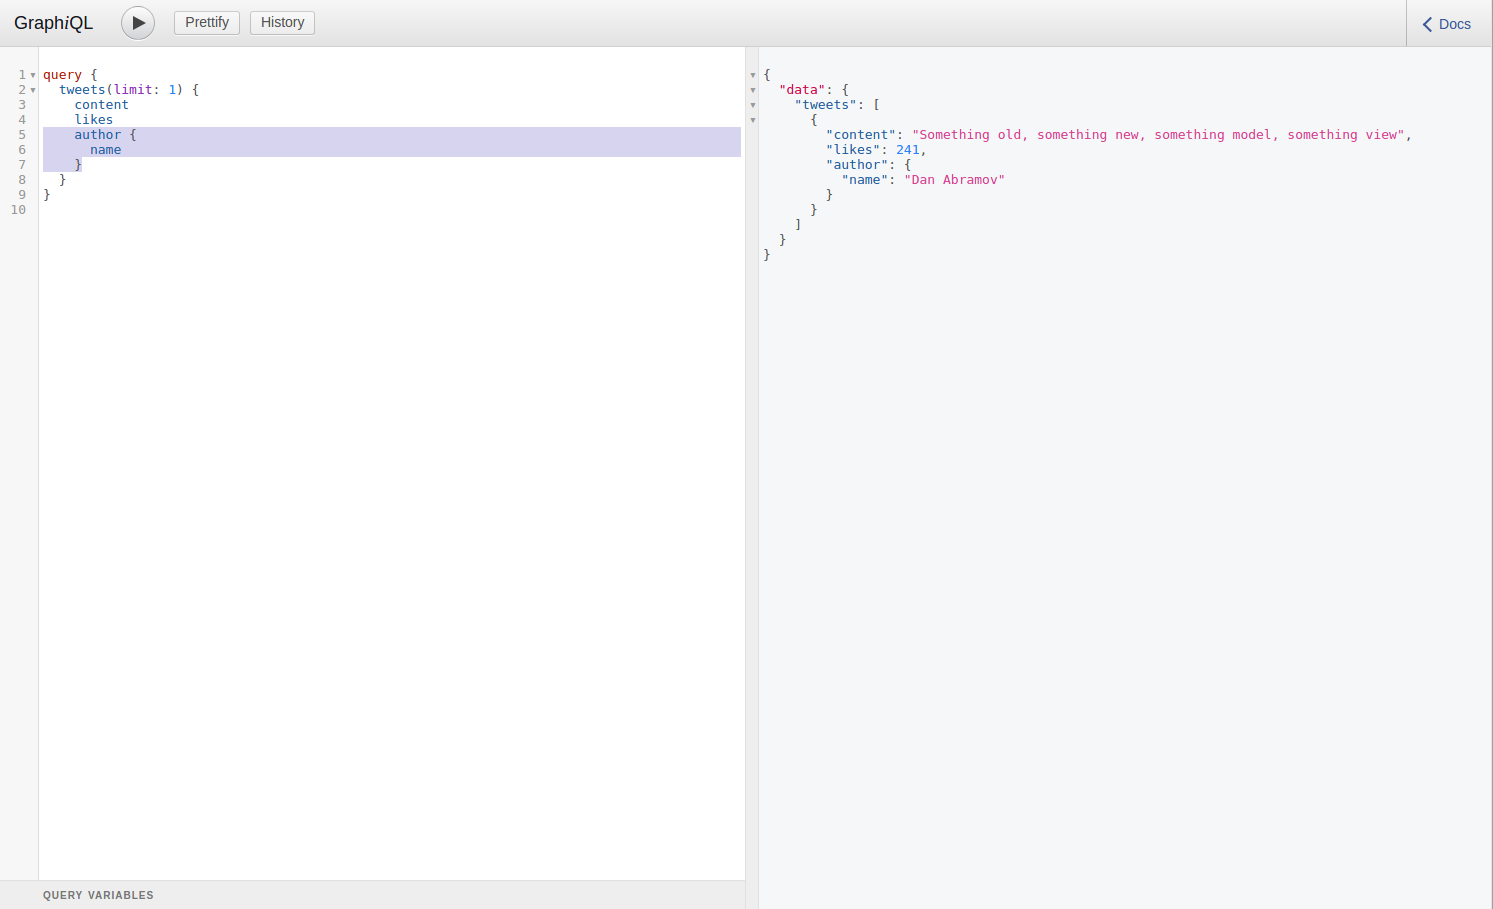 GraphiQL
Prettify
History
Docs
1 query {
2   tweets(limit: 1) {
3     content
4     likes
5     author {
6       name
7     }
8   }
9 }
10
{
  "data": {
    "tweets": [
      {
        "content": "Something old, something new, something model, something view",
        "likes": 241,
        "author": {
          "name": "Dan Abramov"
        }
      }
    ]
  }
}
QUERY VARIABLES